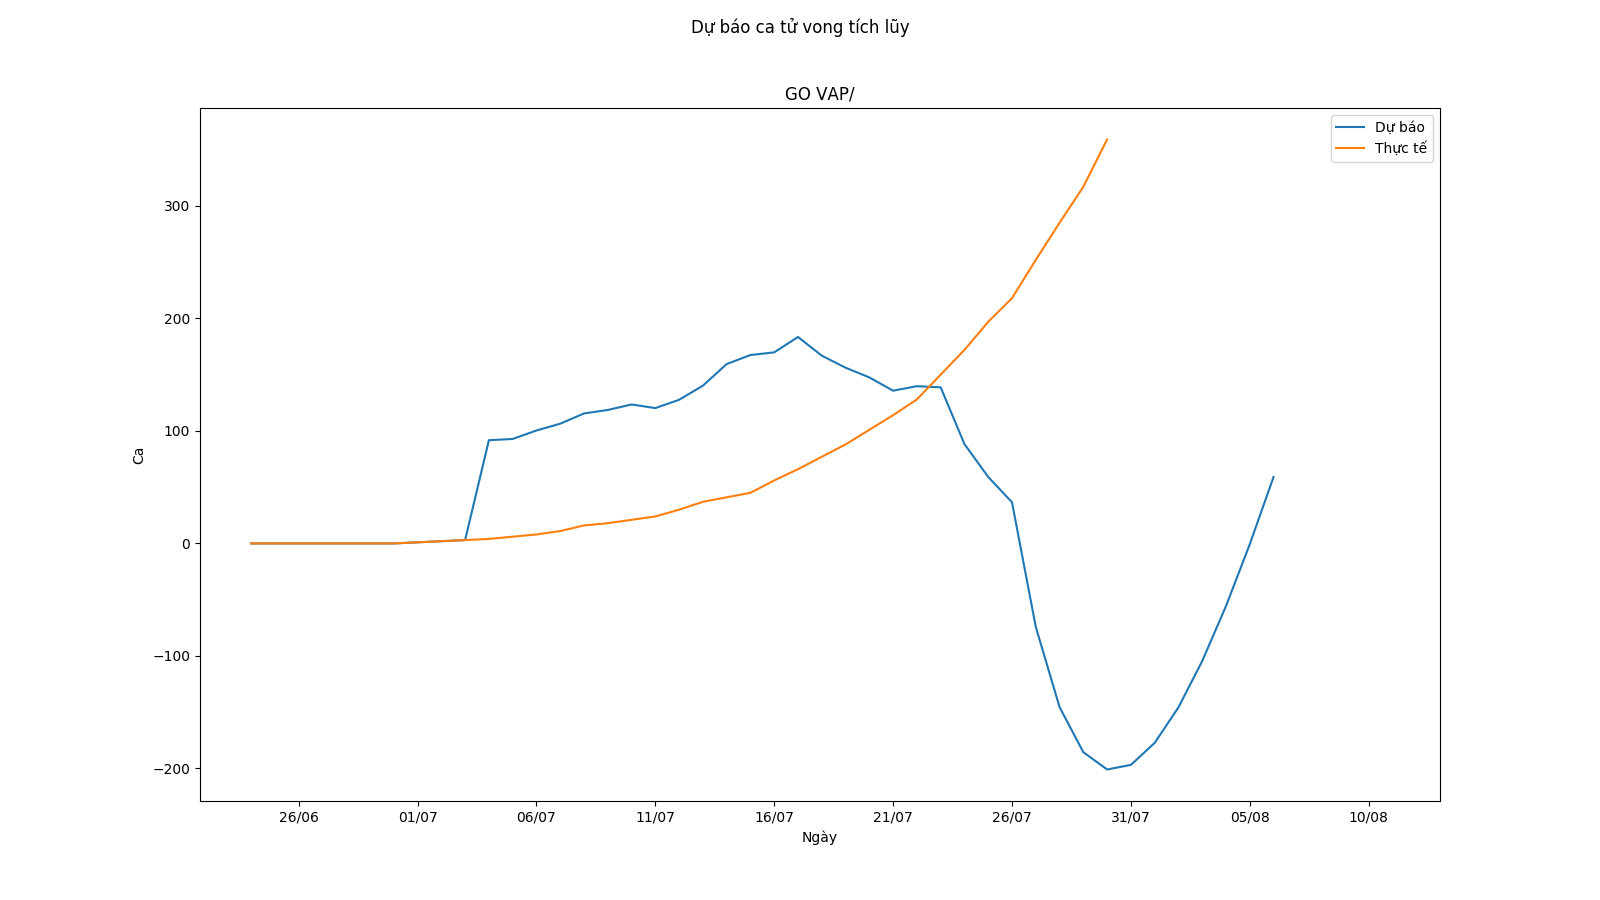 Dự báo ca tử vong tích lũy
GO VAP/
Dự báo
Thực tế
300
200
100
0
−100
−200
Ca
26/06
01/07
06/07
11/07
16/07
21/07
26/07
31/07
05/08
10/08
Ngày